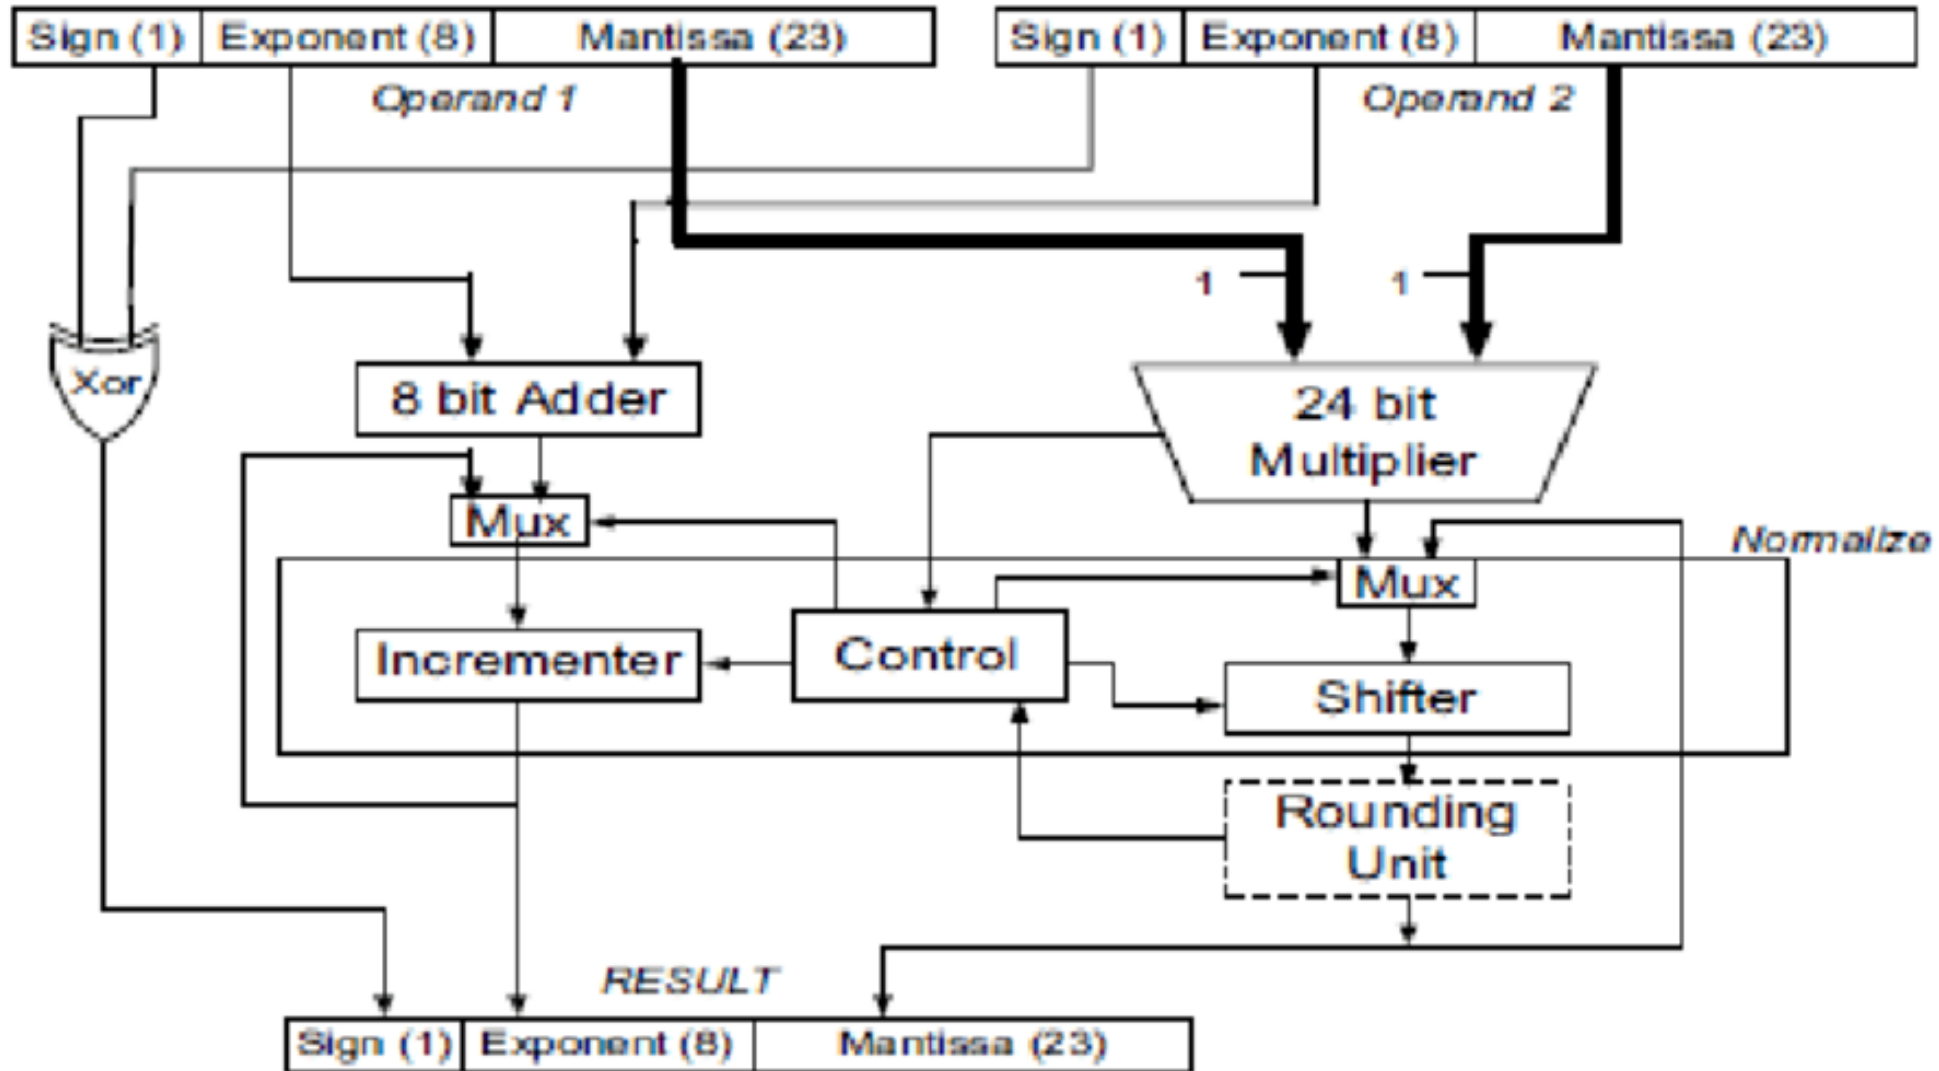 Sign (1) Exponent (8) Mantissa (23) Sign (1) Exponent (8) Mantissa (23)
Operand 1 Operand 2
1 1
Xor
8 bit Adder
24 bit
Multiplier
Mux
Normalize
Mux
Incrementer
Control
Shifter
Rounding
Unit
RESULT
Sign (1) Exponent (8) Mantissa (23)